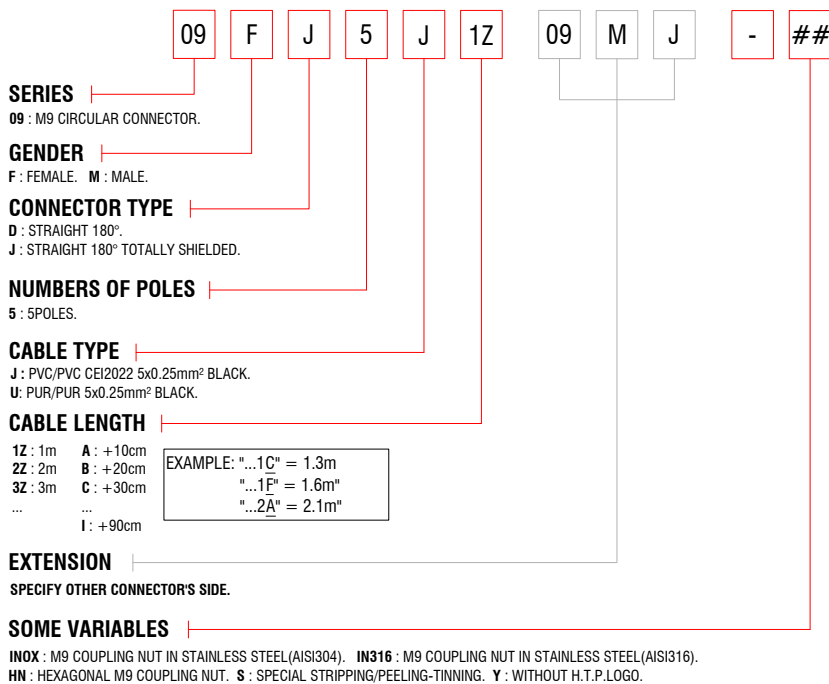 09 F J 5 J 1Z 09 M J - ##
SERIES
09 : M9 CIRCULAR CONNECTOR.
GENDER
F : FEMALE. M : MALE.
CONNECTOR TYPE
D : STRAIGHT 180°.
J : STRAIGHT 180° TOTALLY SHIELDED.
NUMBERS OF POLES
5 : 5POLES.
CABLE TYPE
J : PVC/PVC CEI2022 5x0.25mm² BLACK.
U: PUR/PUR 5x0.25mm² BLACK.
CABLE LENGTH
1Z : 1m A : +10cm
2Z : 2m B : +20cm
3Z : 3m C : +30cm
... ...
I : +90cm
EXAMPLE: "...1C" = 1.3m
"...1F" = 1.6m"
"...2A" = 2.1m"
EXTENSION
SPECIFY OTHER CONNECTOR'S SIDE.
SOME VARIABLES
INOX : M9 COUPLING NUT IN STAINLESS STEEL(AISI304). IN316 : M9 COUPLING NUT IN STAINLESS STEEL(AISI316).
HN : HEXAGONAL M9 COUPLING NUT. S : SPECIAL STRIPPING/PEELING-TINNING. Y : WITHOUT H.T.P.LOGO.